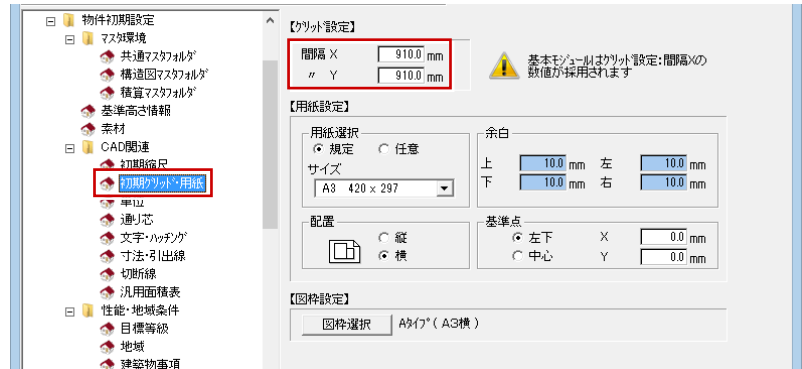 物件初期設定
マスタ環境
共通マスタフォルダ
構造図マスタフォルダ
積算マスタフォルダ
基準高さ情報
素材
CAD関連
初期縮尺
初期グリッド・用紙
単位
通り芯
文字・ハッチング
寸法・引出線
切断線
汎用面積表
性能・地域条件
目標等級
地域
建築物事項
【グリッド設定】
間隔 X 910.0 mm
〃 Y 910.0 mm
基本モジュールはグリッド設定：間隔Xの
数値が採用されます
【用紙設定】
用紙選択
規定 任意
サイズ
A3 420 x 297
余白
上 10.0 mm 左 10.0 mm
下 10.0 mm 右 10.0 mm
配置
縦
横
基準点
左下 X 0.0 mm
中心 Y 0.0 mm
【図枠設定】
図枠選択 Aタイプ( A3横 )